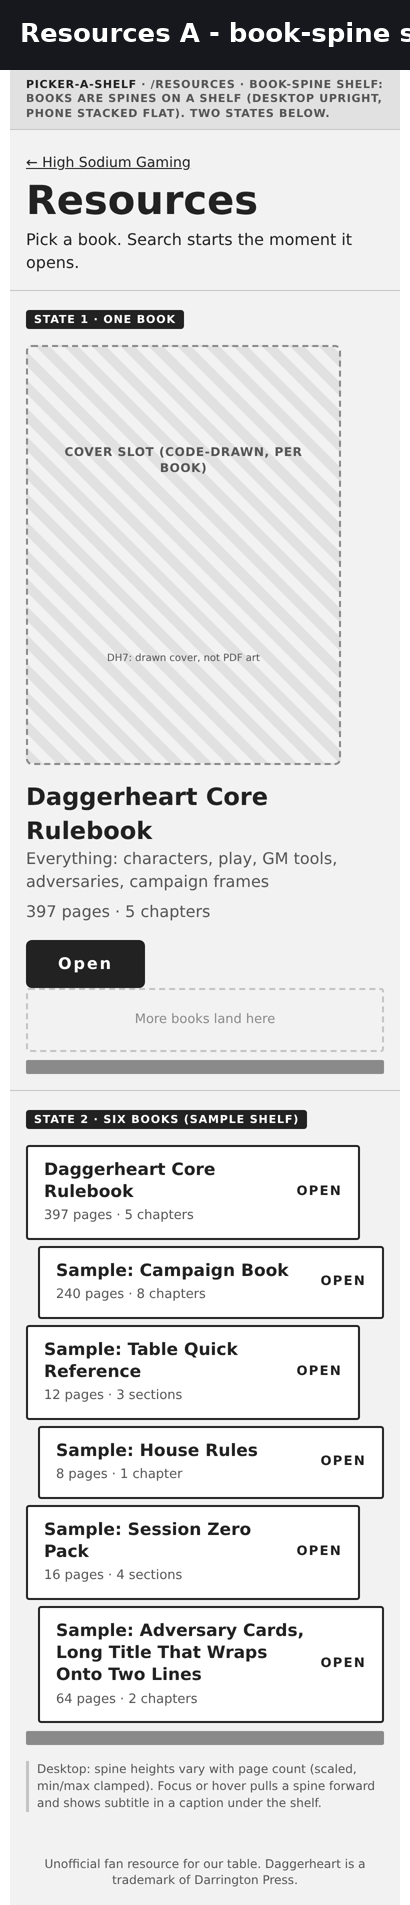 Resources A - book-spine s
PICKER-A-SHELF · /RESOURCES · BOOK-SPINE SHELF:
BOOKS ARE SPINES ON A SHELF (DESKTOP UPRIGHT,
PHONE STACKED FLAT). TWO STATES BELOW.
← High Sodium Gaming
Resources
Pick a book. Search starts the moment it
opens.
STATE 1 · ONE BOOK
COVER SLOT (CODE-DRAWN, PER
BOOK)
DH7: drawn cover, not PDF art
Daggerheart Core
Rulebook
Everything: characters, play, GM tools,
adversaries, campaign frames
397 pages · 5 chapters
Open
More books land here
STATE 2 · SIX BOOKS (SAMPLE SHELF)
Daggerheart Core
Rulebook
397 pages · 5 chapters
OPEN
Sample: Campaign Book
240 pages · 8 chapters
OPEN
Sample: Table Quick
Reference
12 pages · 3 sections
OPEN
Sample: House Rules
8 pages · 1 chapter
OPEN
Sample: Session Zero
Pack
16 pages · 4 sections
OPEN
Sample: Adversary Cards,
Long Title That Wraps
Onto Two Lines
64 pages · 2 chapters
OPEN
Desktop: spine heights vary with page count (scaled,
min/max clamped). Focus or hover pulls a spine forward
and shows subtitle in a caption under the shelf.
Unofficial fan resource for our table. Daggerheart is a
trademark of Darrington Press.